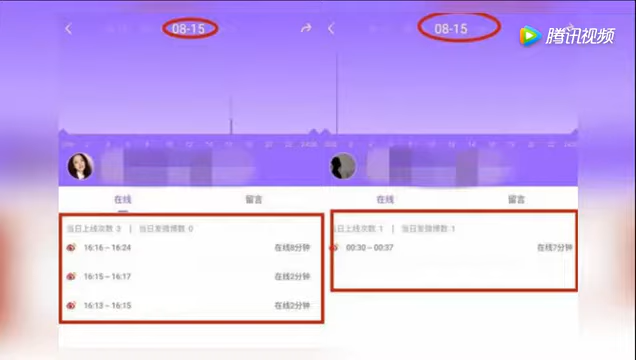 08-15
08-15
腾讯视频
在线
留言
在线
留言
当日上线次数 3 | 当日发微博数 0
16:16 ~ 16:24 在线8分钟
16:15 ~ 16:17 在线2分钟
16:13 ~ 16:15 在线2分钟
当日上线次数 1 | 当日发微博数 1
00:30 ~ 00:37 在线7分钟